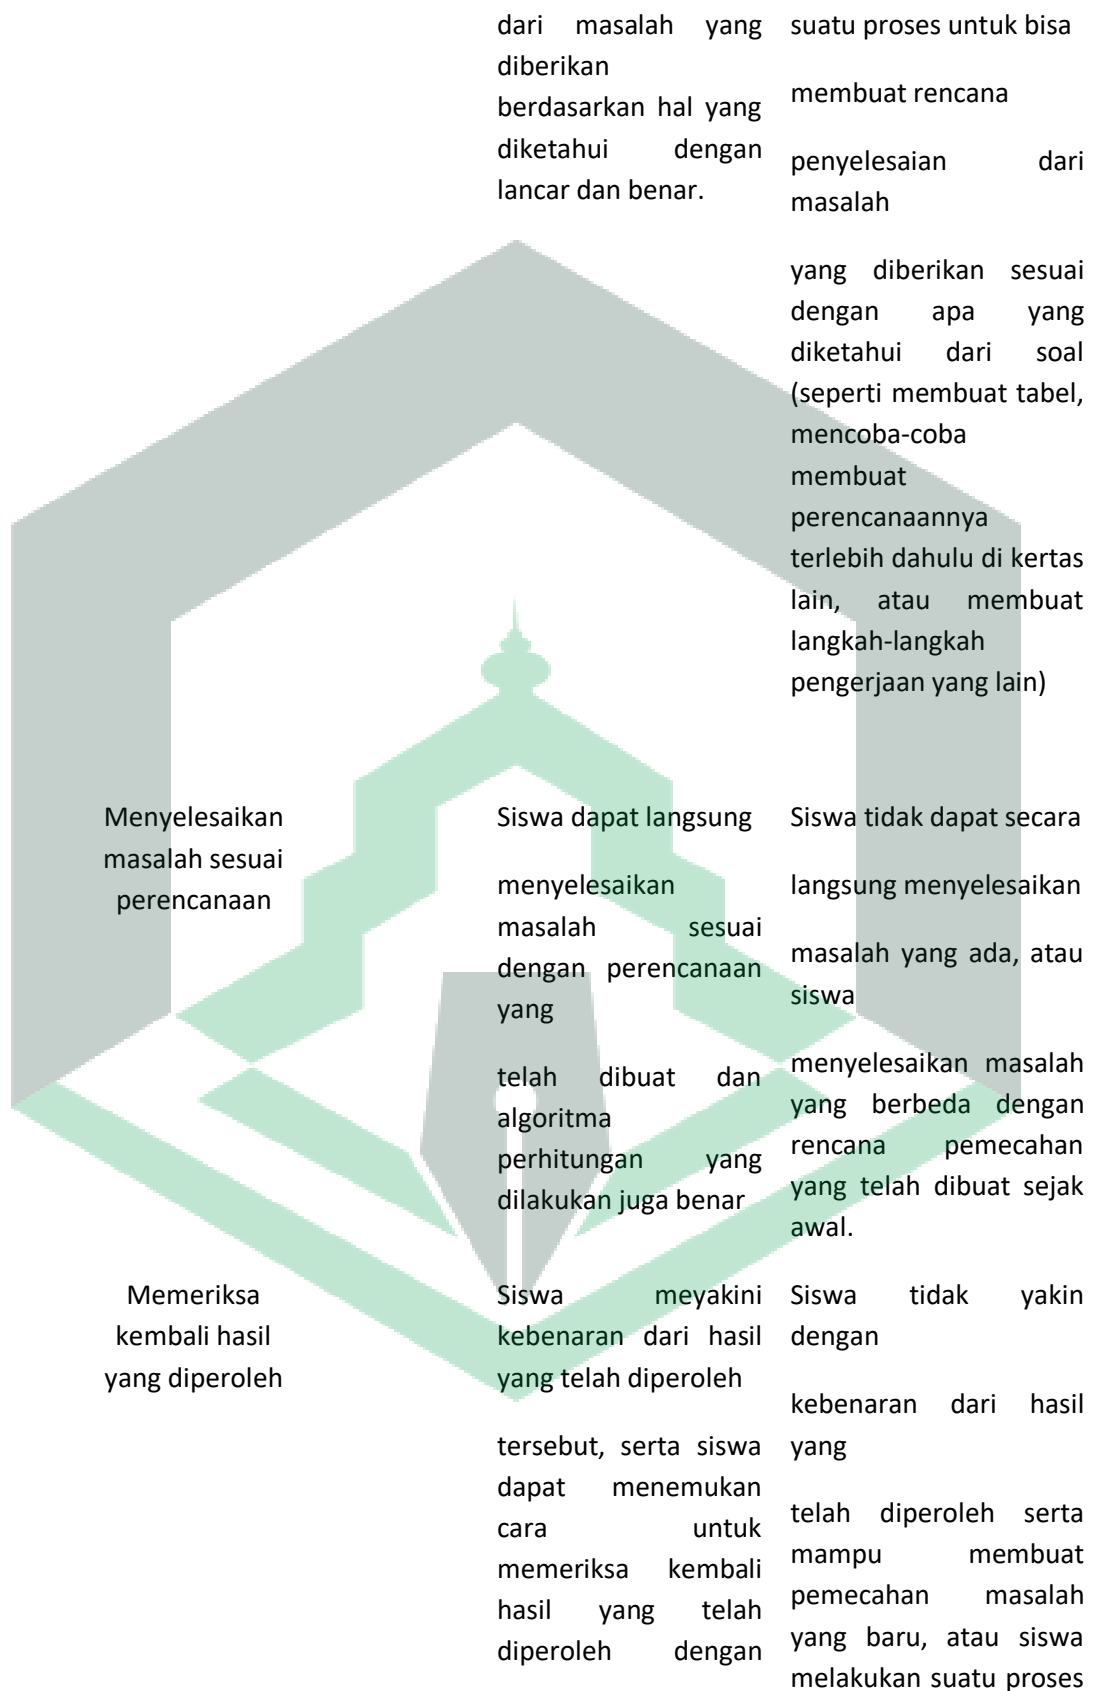 dari masalah yang
diberikan
berdasarkan hal yang
diketahui dengan
lancar dan benar.
suatu proses untuk bisa
membuat rencana
penyelesaian dari
masalah
yang diberikan sesuai
dengan apa yang
diketahui dari soal
(seperti membuat tabel,
mencoba-coba
membuat
perencanaannya
terlebih dahulu di kertas
lain, atau membuat
langkah-langkah
pengerjaan yang lain)
Menyelesaikan
masalah sesuai
perencanaan
Siswa dapat langsung
menyelesaikan
masalah sesuai
dengan perencanaan
yang
telah dibuat dan
algoritma
perhitungan yang
dilakukan juga benar
Siswa tidak dapat secara
langsung menyelesaikan
masalah yang ada, atau
siswa
menyelesaikan masalah
yang berbeda dengan
rencana pemecahan
yang telah dibuat sejak
awal.
Memeriksa
kembali hasil
yang diperoleh
Siswa meyakini
kebenaran dari hasil
yang telah diperoleh
tersebut, serta siswa
dapat menemukan
cara untuk
memeriksa kembali
hasil yang telah
diperoleh dengan
Siswa tidak yakin
dengan
kebenaran dari hasil
yang
telah diperoleh serta
mampu membuat
pemecahan masalah
yang baru, atau siswa
melakukan suatu proses